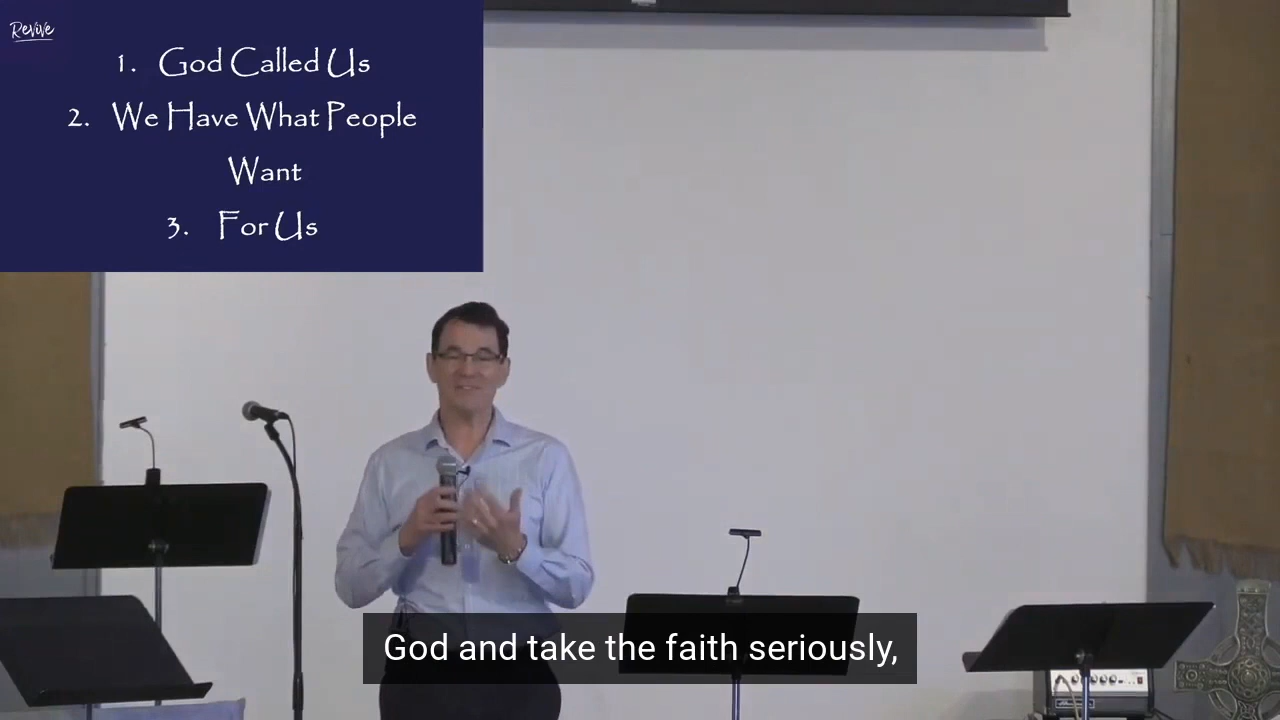 Revive
1. God Called Us
2. We Have What People
Want
3. For Us
God and take the faith seriously,